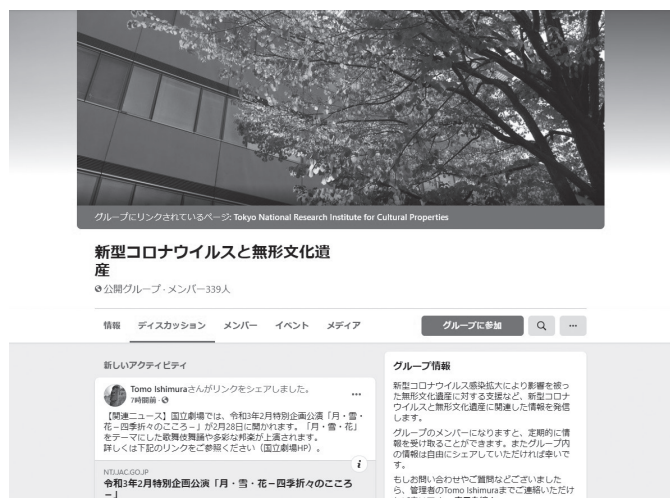 グループにリンクされているページ: Tokyo National Research Institute for Cultural Properties
新型コロナウイルスと無形文化遺
産
公開グループ · メンバー339人
情報 ディスカッション メンバー イベント メディア グループに参加
新しいアクティビティ
Tomo Ishimuraさんがリンクをシェアしました。
7時間前 ·
【関連ニュース】国立劇場では、令和3年2月特別企画公演「月・雪・
花－四季折々のこころ－」が2月28日に開かれます。「月・雪・花」
をテーマにした歌舞伎舞踊や多彩な邦楽が上演されます。
詳しくは下記のリンクをご参照ください（国立劇場HP）。
NTJ.JAC.GO.JP
令和3年2月特別企画公演「月・雪・花－四季折々のこころ
－」
グループ情報
新型コロナウイルス感染拡大により影響を被っ
た無形文化遺産に対する支援など、新型コロナ
ウイルスと無形文化遺産に関連した情報を発信
します。
グループのメンバーになりますと、定期的に情
報を受け取ることができます。またグループ内
の情報は自由にシェアしていただければ幸いで
す。
もしお問い合わせやご質問などございました
ら、管理者のTomo Ishimuraまでご連絡いただけ